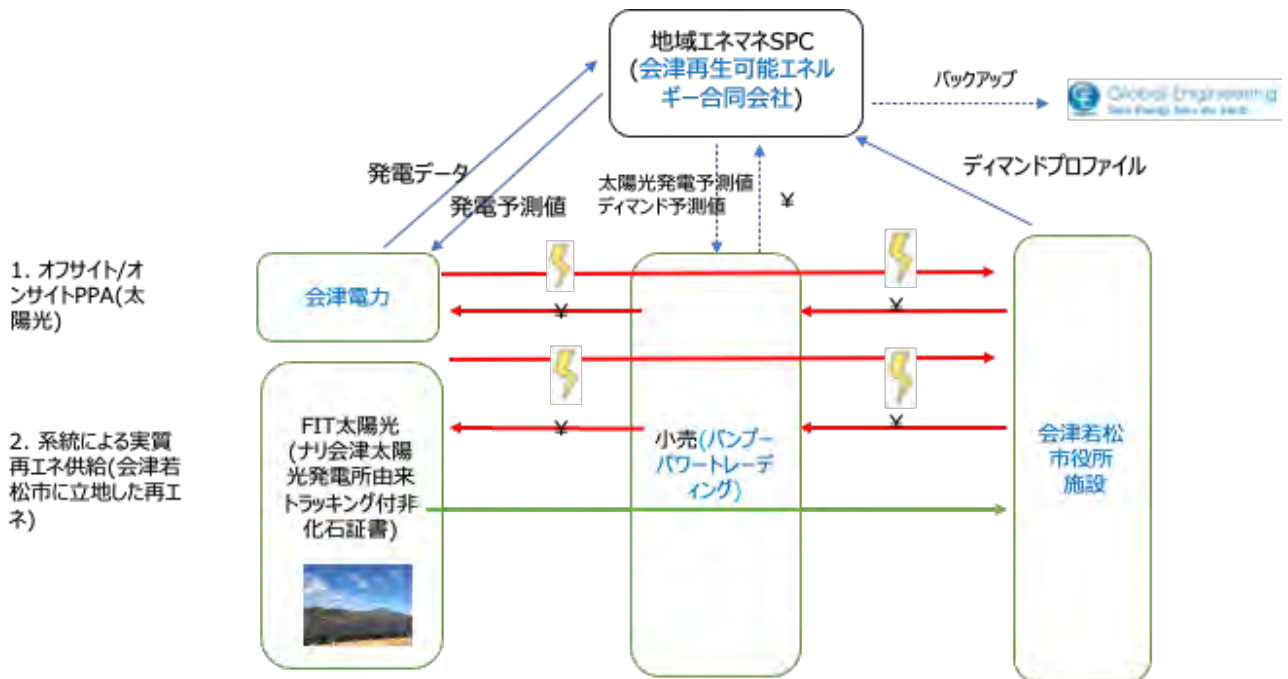 地域エネマネSPC
(会津再生可能エネル
ギー合同会社)
バックアップ
Global Engineering
発電データ
発電予測値
太陽光発電予測値
ディマンド予測値
¥
ディマンドプロファイル
1. オフサイト/オ
ンサイトPPA(太
陽光)
会津電力
¥
¥
2. 系統による実質
再エネ供給(会津若
松市に立地した再エ
ネ)
FIT太陽光
(ナリ会津太陽
光発電所由来
トラッキング付非
化石証書)
¥
¥
小売(バンブー
パワートレーデ
ィング)
会津若松
市役所
施設